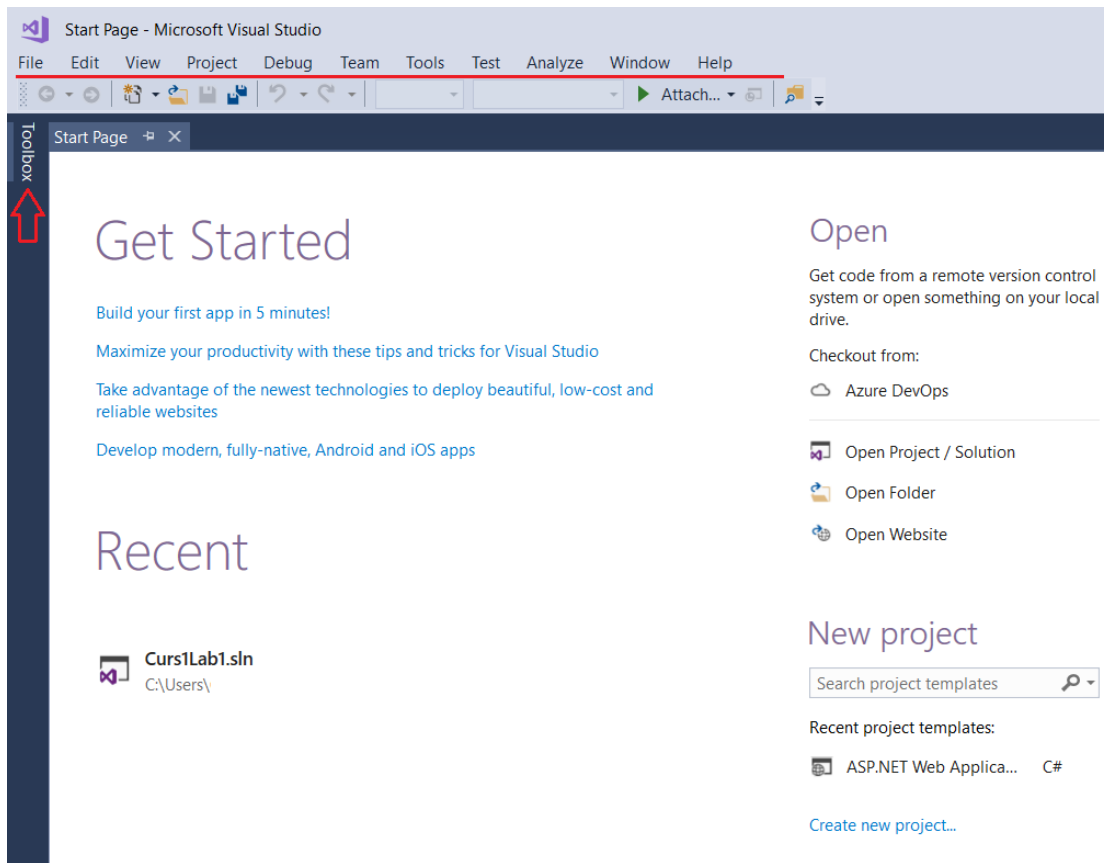 Start Page - Microsoft Visual Studio
File Edit View Project Debug Team Tools Test Analyze Window Help
Attach...
Toolbox
Start Page
Get Started
Build your first app in 5 minutes!
Maximize your productivity with these tips and tricks for Visual Studio
Take advantage of the newest technologies to deploy beautiful, low-cost and
reliable websites
Develop modern, fully-native, Android and iOS apps
Recent
Curs1Lab1.sln
C:\Users\
Open
Get code from a remote version control
system or open something on your local
drive.
Checkout from:
Azure DevOps
Open Project / Solution
Open Folder
Open Website
New project
Search project templates
Recent project templates:
ASP.NET Web Applica... C#
Create new project...